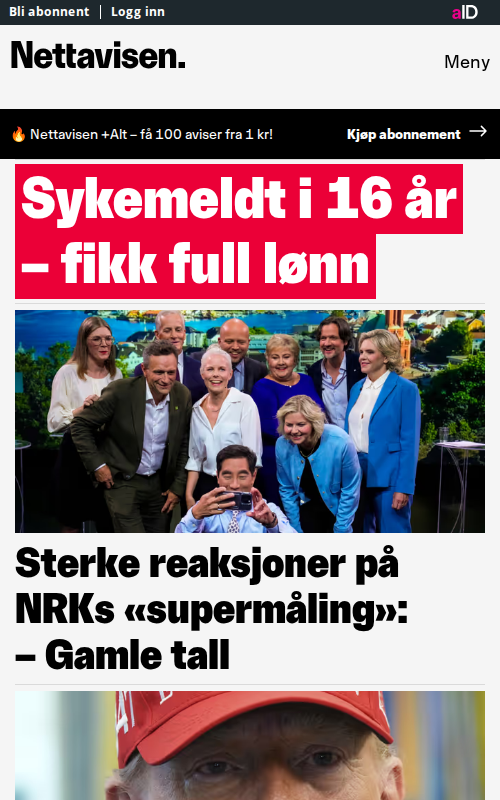 Bli abonnent
Logg inn
aID
Nettavisen.
Meny
🔥 Nettavisen +Alt – få 100 aviser fra 1 kr!
Kjøp abonnement →
Sykemeldt i 16 år
– fikk full lønn
Sterke reaksjoner på
NRKs «supermåling»:
– Gamle tall